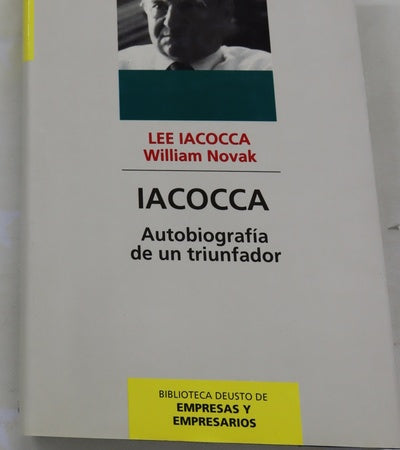 LEE IACOCCA
William Novak
IACOCCA
Autobiografía
de un triunfador
BIBLIOTECA DEUSTO DE
EMPRESAS Y
EMPRESARIOS